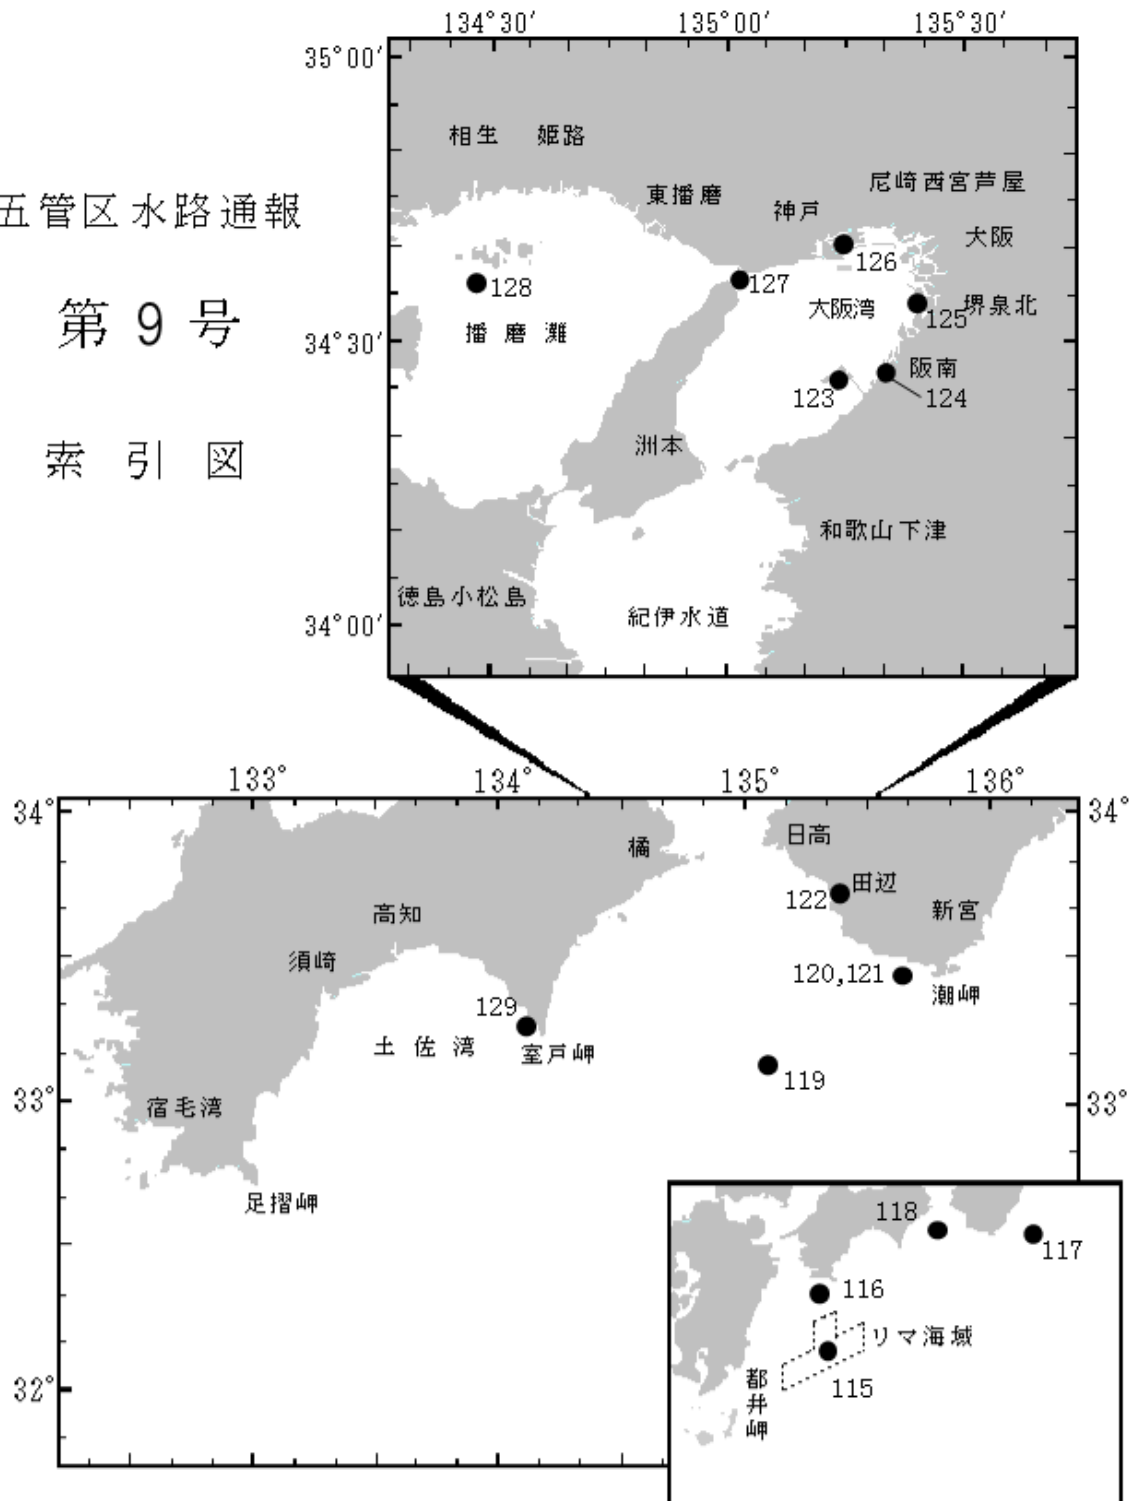 134°30′ 135°00′ 135°30′
35°00′
相生 姫路
東播磨
尼崎西宮芦屋
神戸
五管区水路通報
大阪
126
127
128
大阪湾
125
堺泉北
第 9 号
播磨灘
34°30′
阪南
123
124
洲本
索引図
和歌山下津
徳島小松島
紀伊水道
34°00′
133° 134° 135° 136°
34°
34°
日高
橘
田辺
122
高知
新宮
須崎
120,121
潮岬
129
土佐湾
室戸岬
119
33°
33°
宿毛湾
足摺岬
118
117
116
リマ海域
115
都井岬
32°